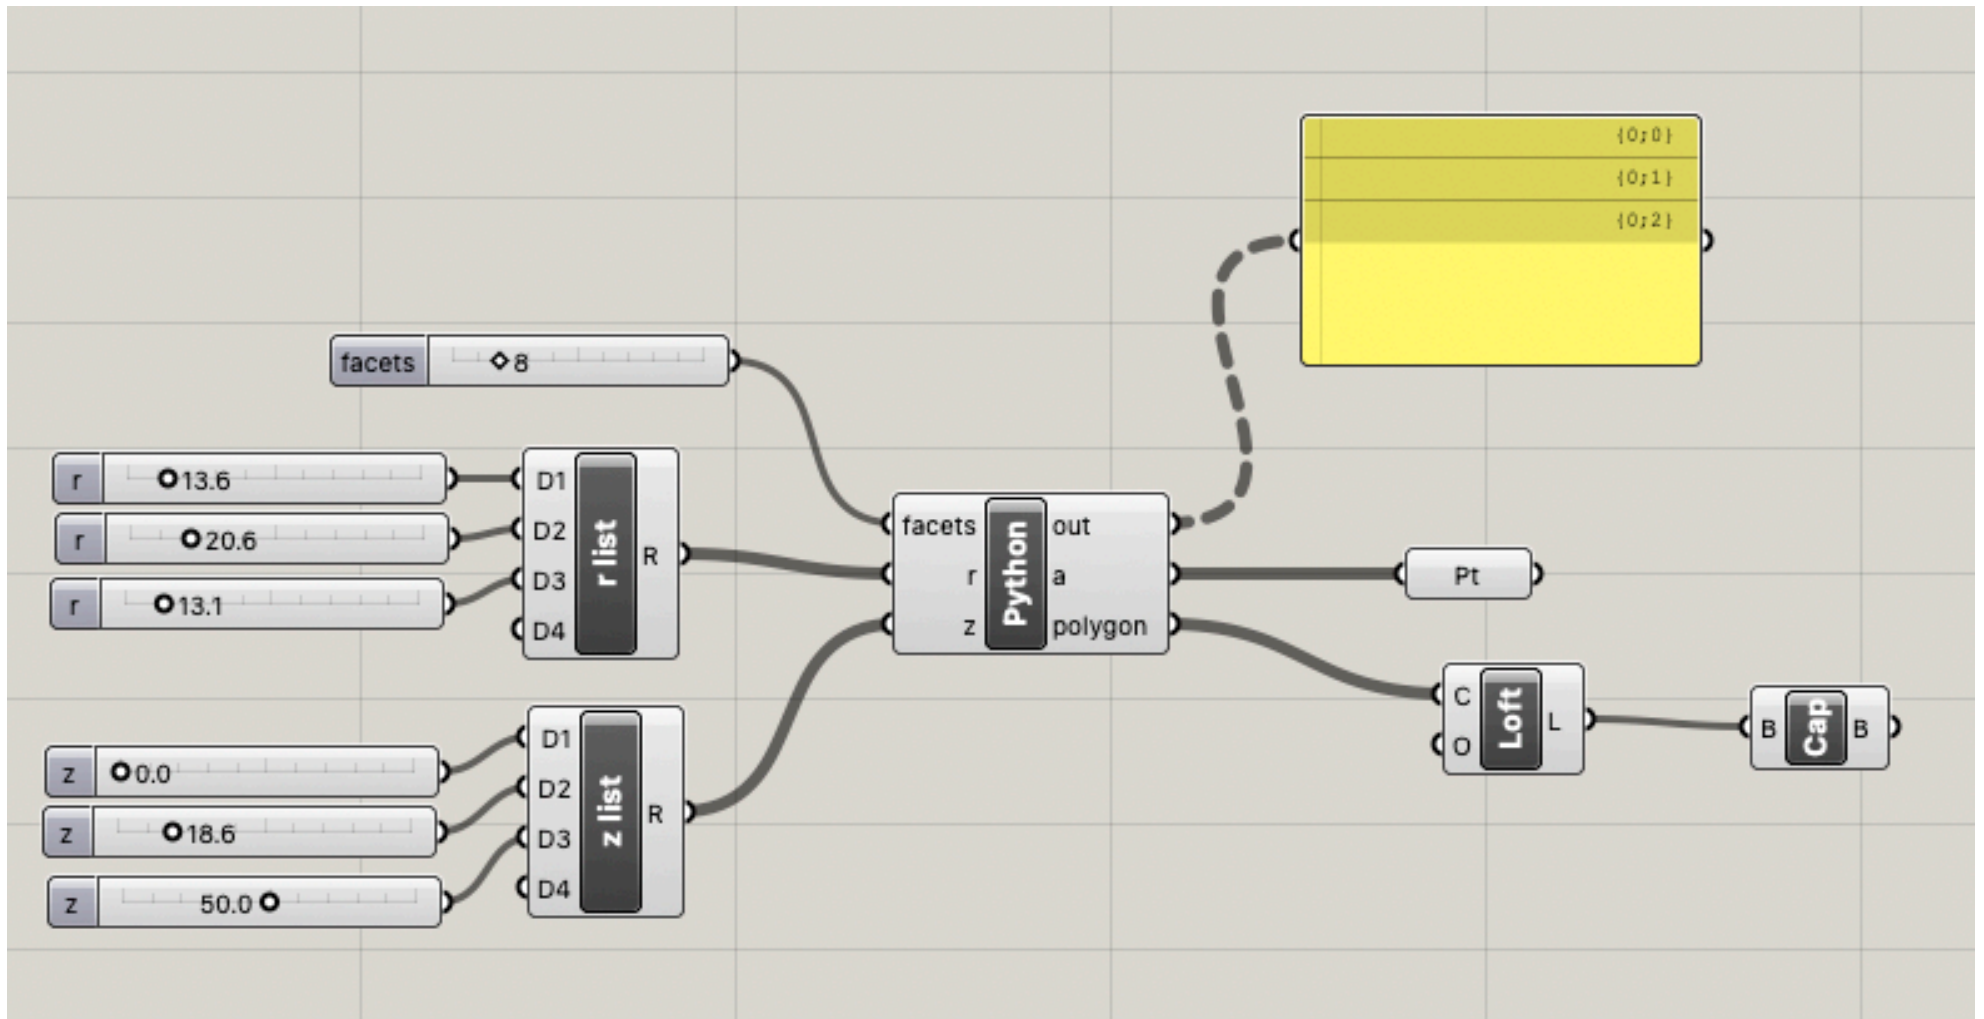 {0;0}
{0;1}
{0;2}
facets 8
r 13.6
r 20.6
r 13.1
D1
D2
D3
D4
r list
R
facets
r
z
Python
out
a
polygon
Pt
z 0.0
z 18.6
z 50.0
D1
D2
D3
D4
z list
R
C
O
Loft
L
B
Cap
B